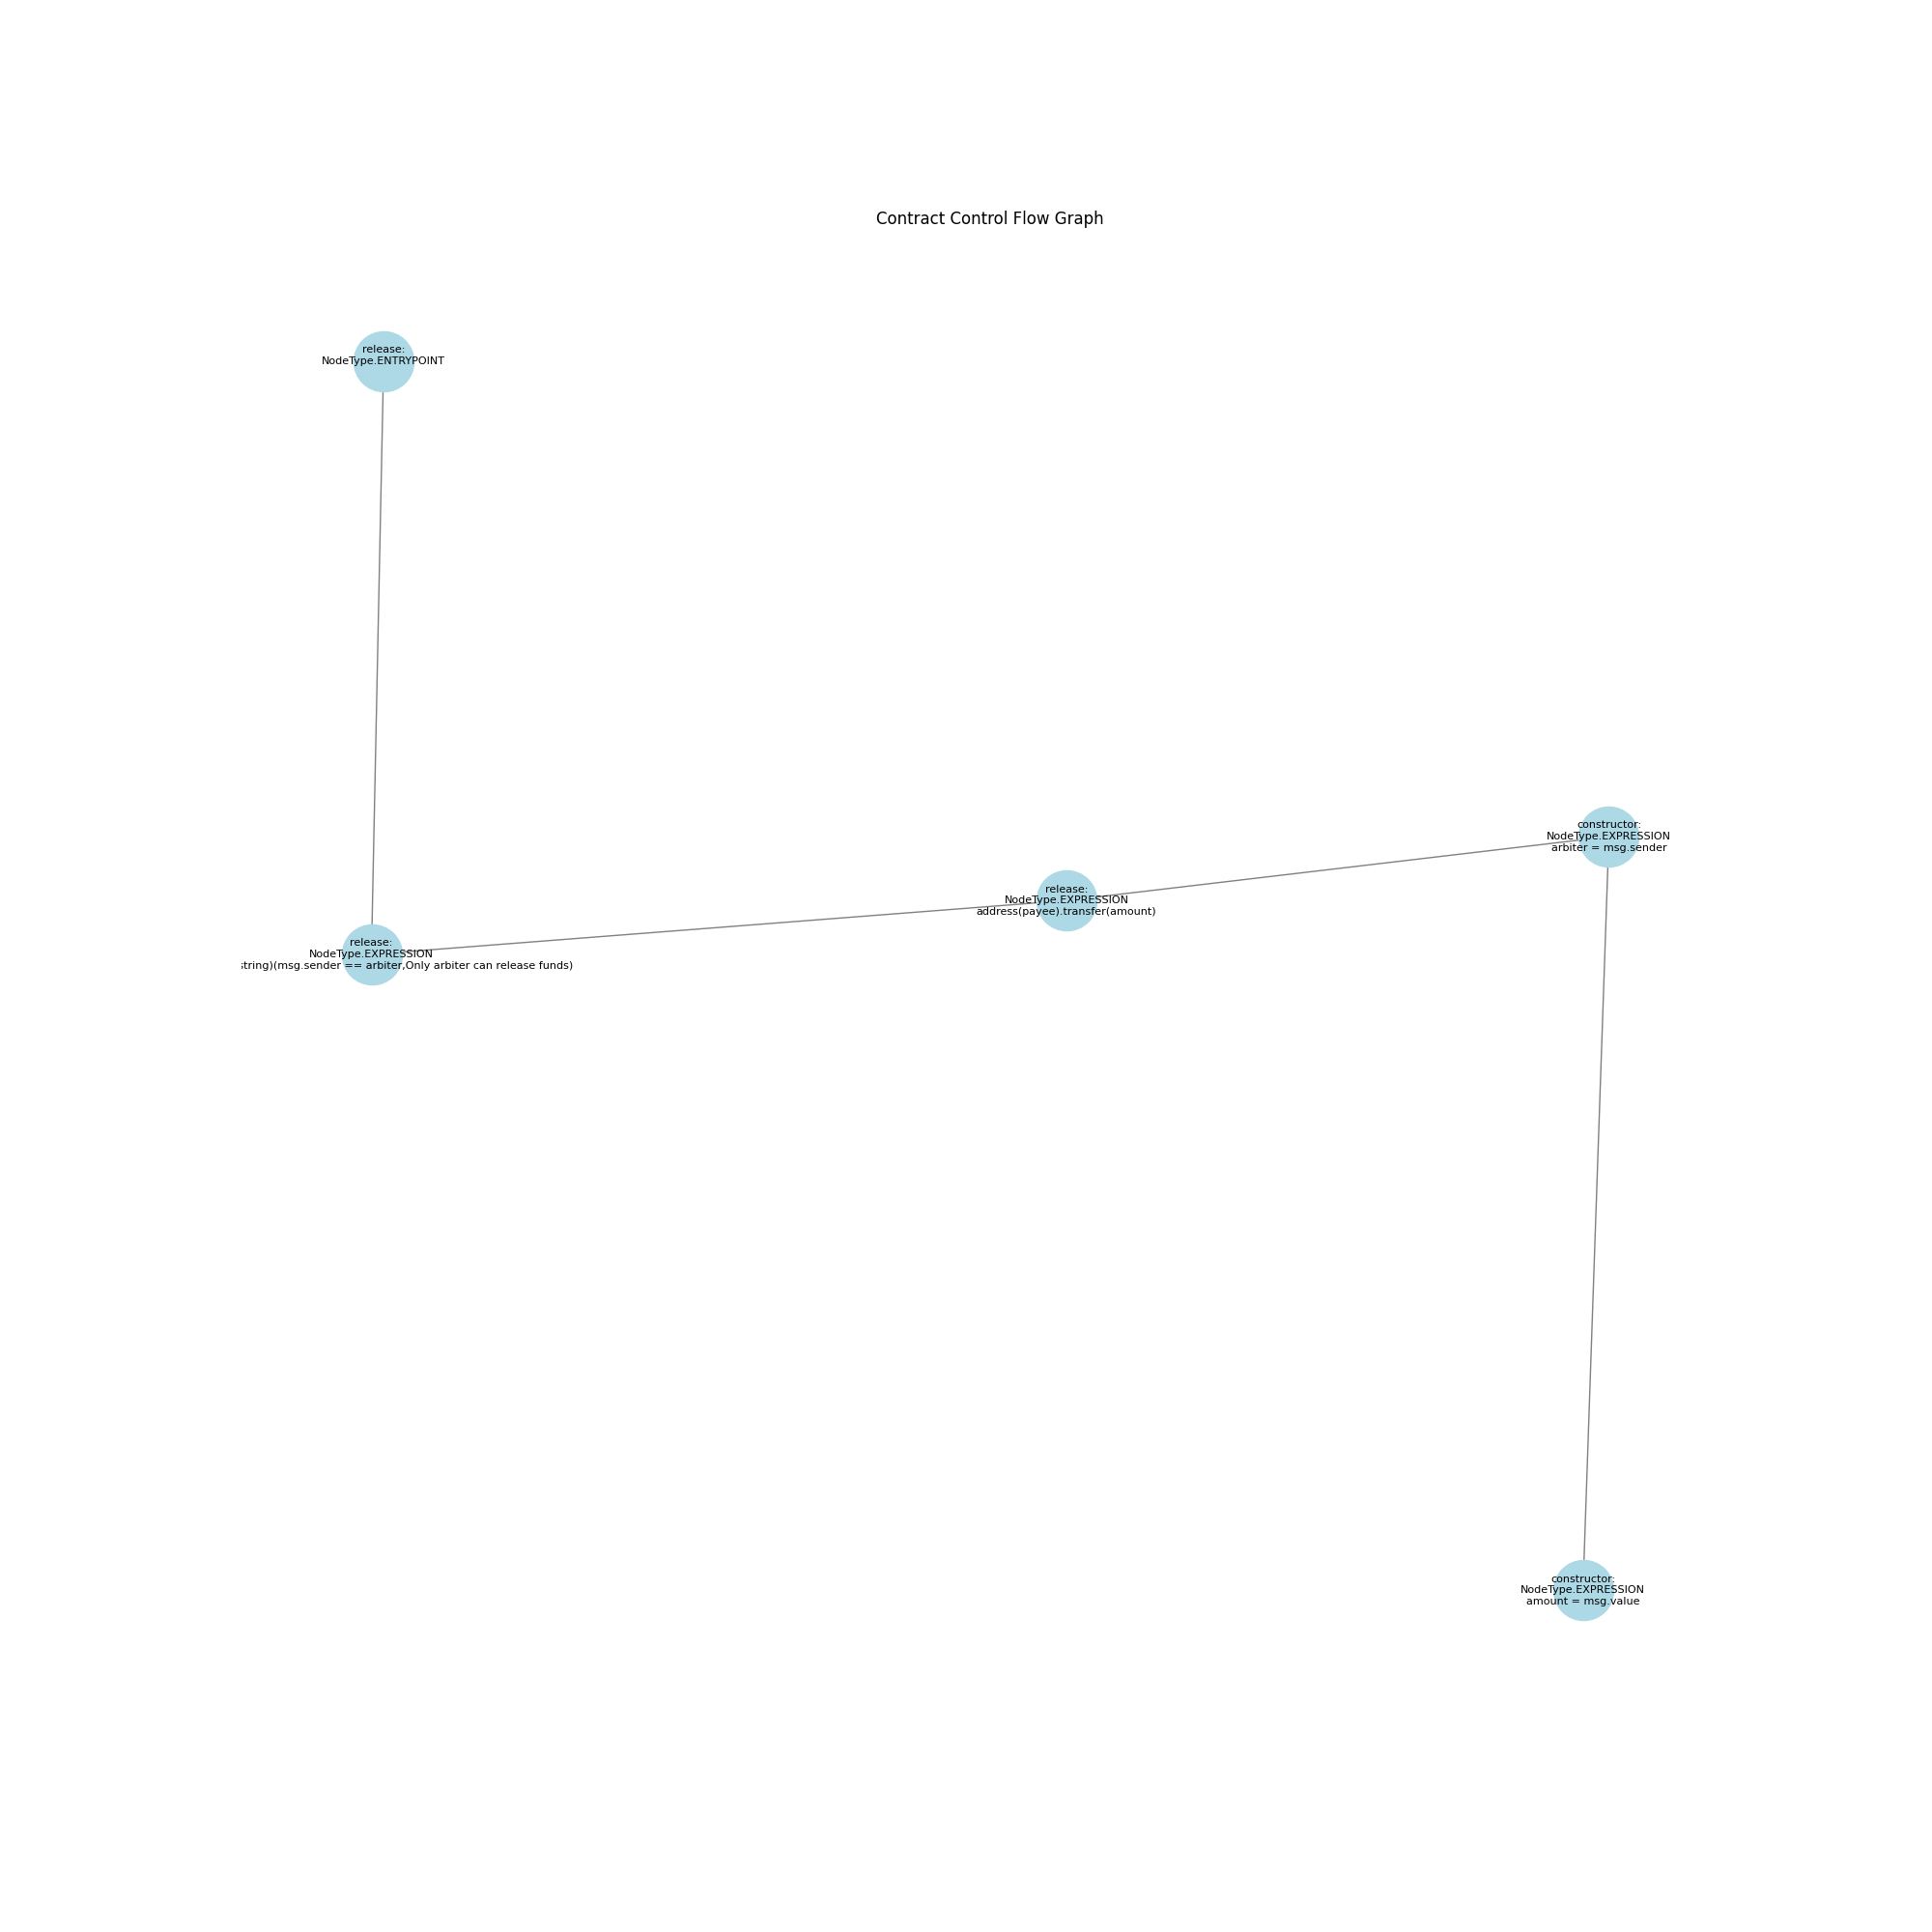 Contract Control Flow Graph
release:
NodeType.ENTRYPOINT
constructor:
NodeType.EXPRESSION
arbiter = msg.sender
release:
NodeType.EXPRESSION
address(payee).transfer(amount)
release:
NodeType.EXPRESSION
string)(msg.sender == arbiter,Only arbiter can release funds)
constructor:
NodeType.EXPRESSION
amount = msg.value